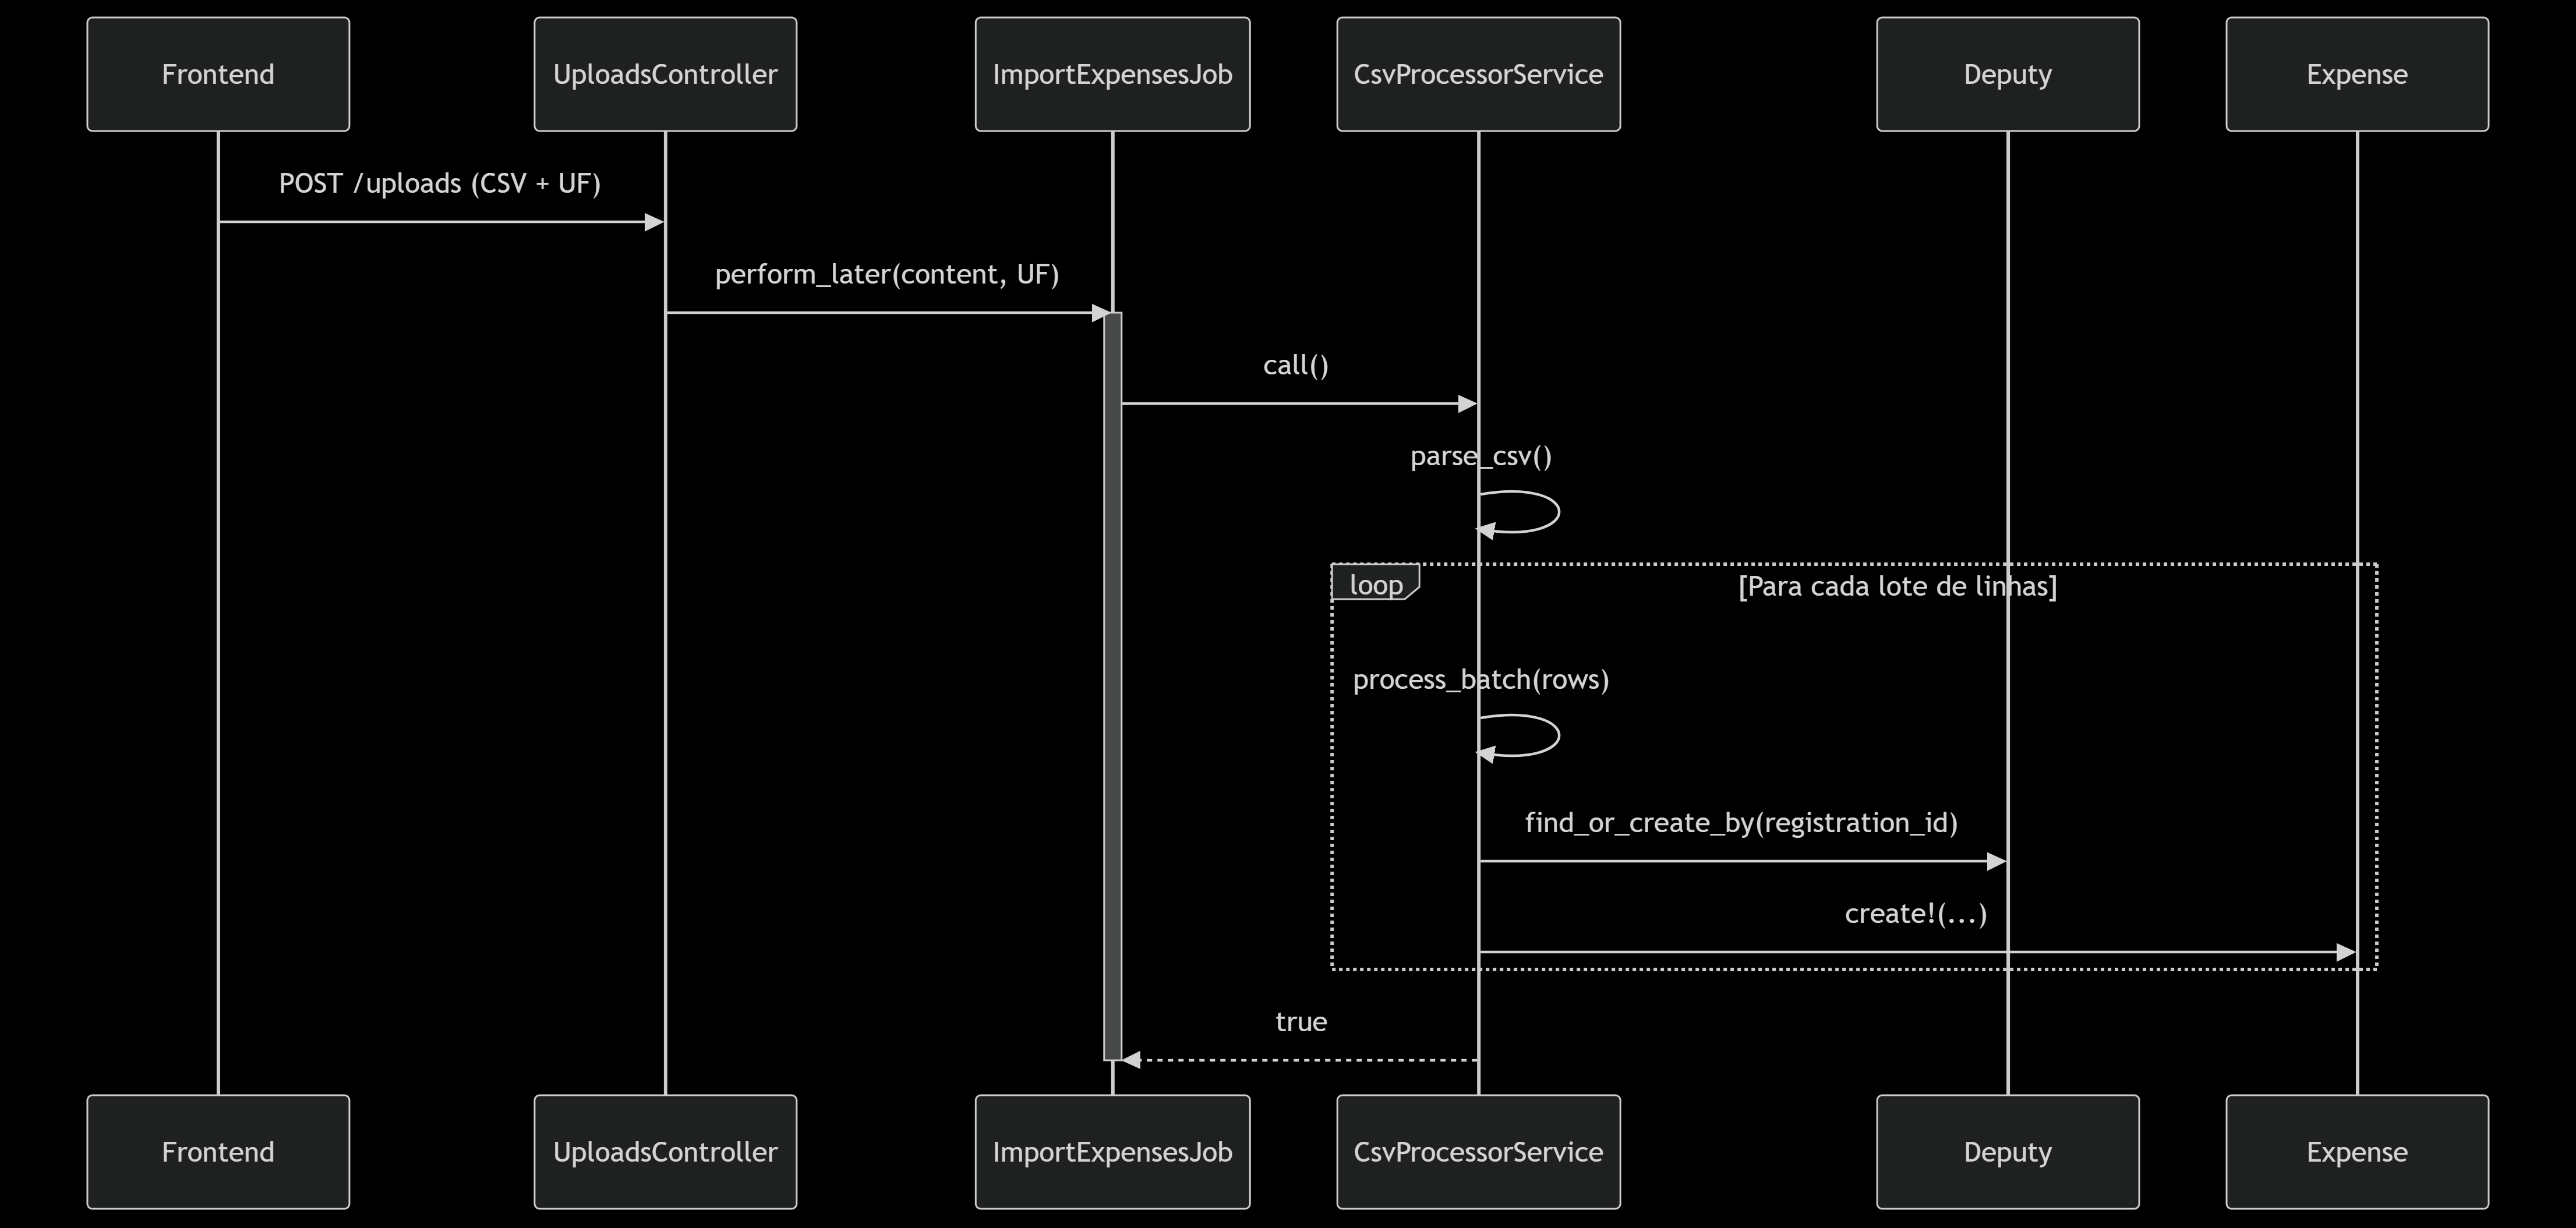 Frontend
UploadsController
ImportExpensesJob
CsvProcessorService
Deputy
Expense
POST /uploads (CSV + UF)
perform_later(content, UF)
call()
parse_csv()
loop
[Para cada lote de linhas]
process_batch(rows)
find_or_create_by(registration_id)
create!(...)
true
Frontend
UploadsController
ImportExpensesJob
CsvProcessorService
Deputy
Expense